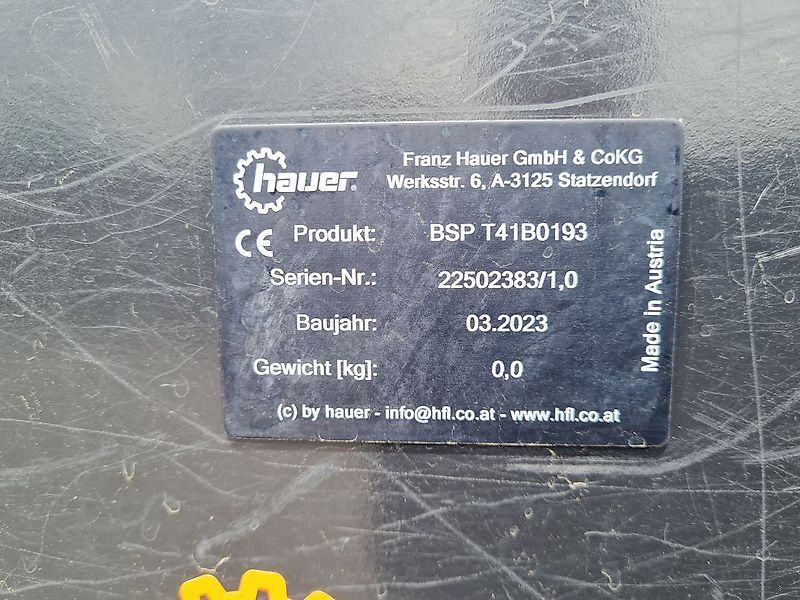 hauer®
Franz Hauer GmbH & CoKG
Werksstr. 6, A-3125 Statzendorf
CE
Produkt: BSP T41B0193
Serien-Nr.: 22502383/1,0
Baujahr: 03.2023
Gewicht [kg]: 0,0
Made in Austria
(c) by hauer - info@hfl.co.at - www.hfl.co.at